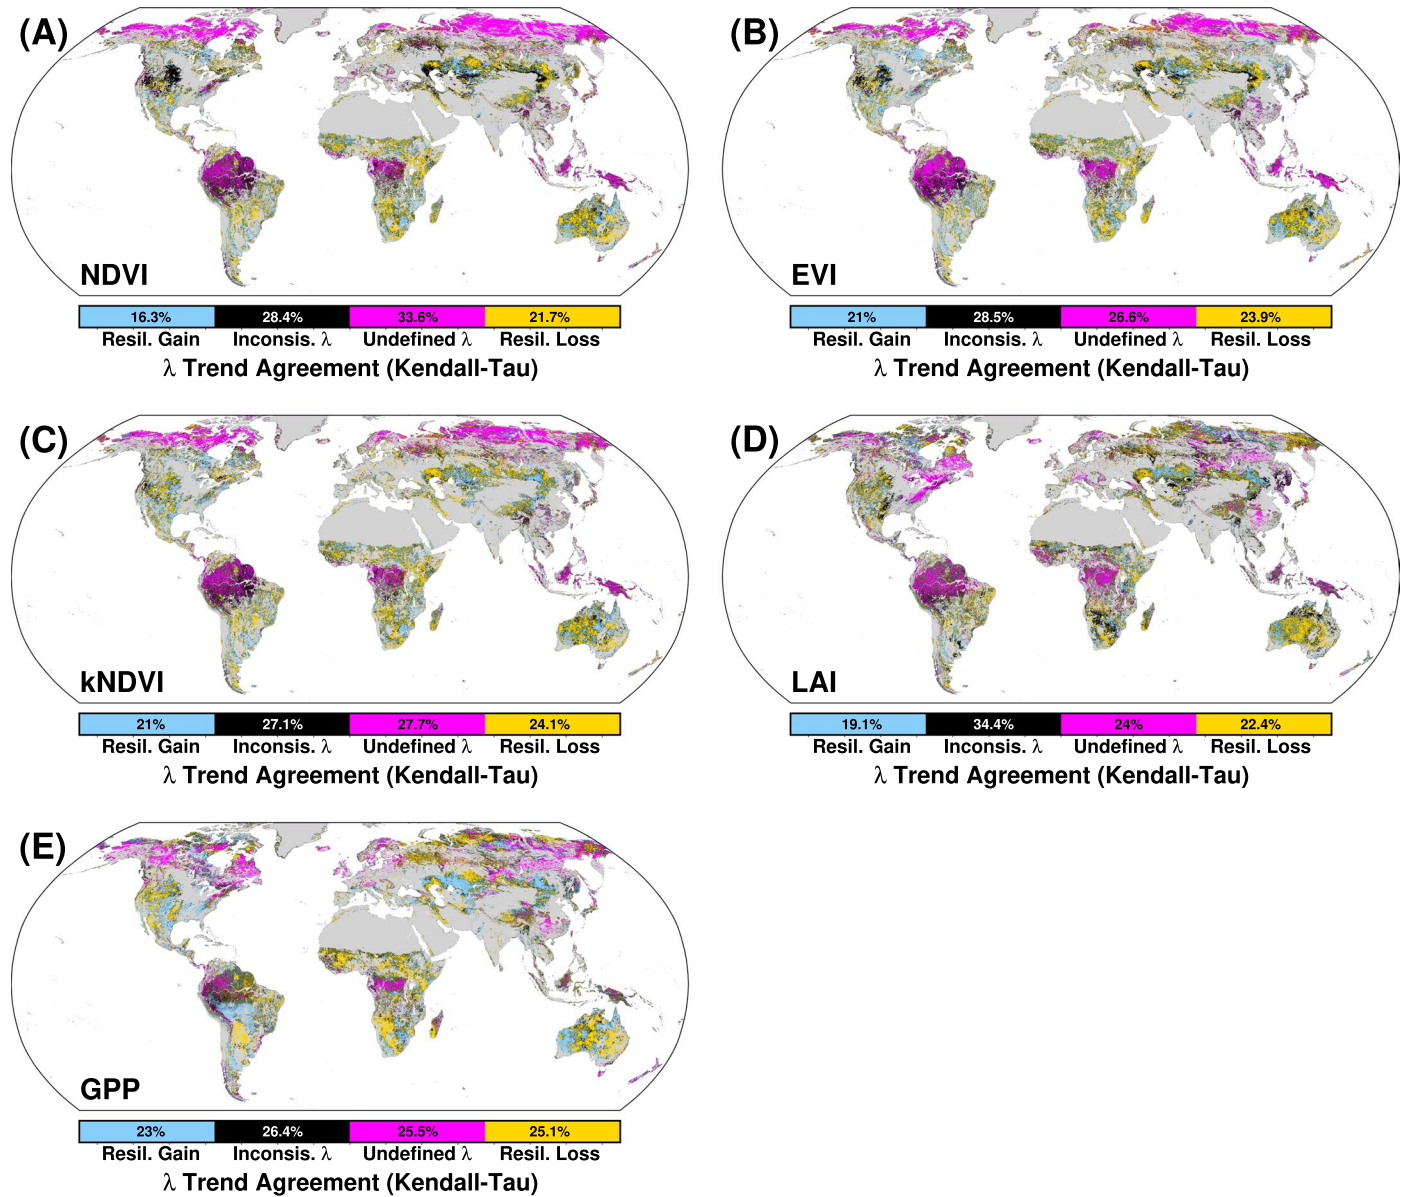 (A)
NDVI
16.3% 28.4% 33.6% 21.7%
Resil. Gain Inconsis. λ Undefined λ Resil. Loss
λ Trend Agreement (Kendall-Tau)
(B)
EVI
21% 28.5% 26.6% 23.9%
Resil. Gain Inconsis. λ Undefined λ Resil. Loss
λ Trend Agreement (Kendall-Tau)
(C)
kNDVI
21% 27.1% 27.7% 24.1%
Resil. Gain Inconsis. λ Undefined λ Resil. Loss
λ Trend Agreement (Kendall-Tau)
(D)
LAI
19.1% 34.4% 24% 22.4%
Resil. Gain Inconsis. λ Undefined λ Resil. Loss
λ Trend Agreement (Kendall-Tau)
(E)
GPP
23% 26.4% 25.5% 25.1%
Resil. Gain Inconsis. λ Undefined λ Resil. Loss
λ Trend Agreement (Kendall-Tau)